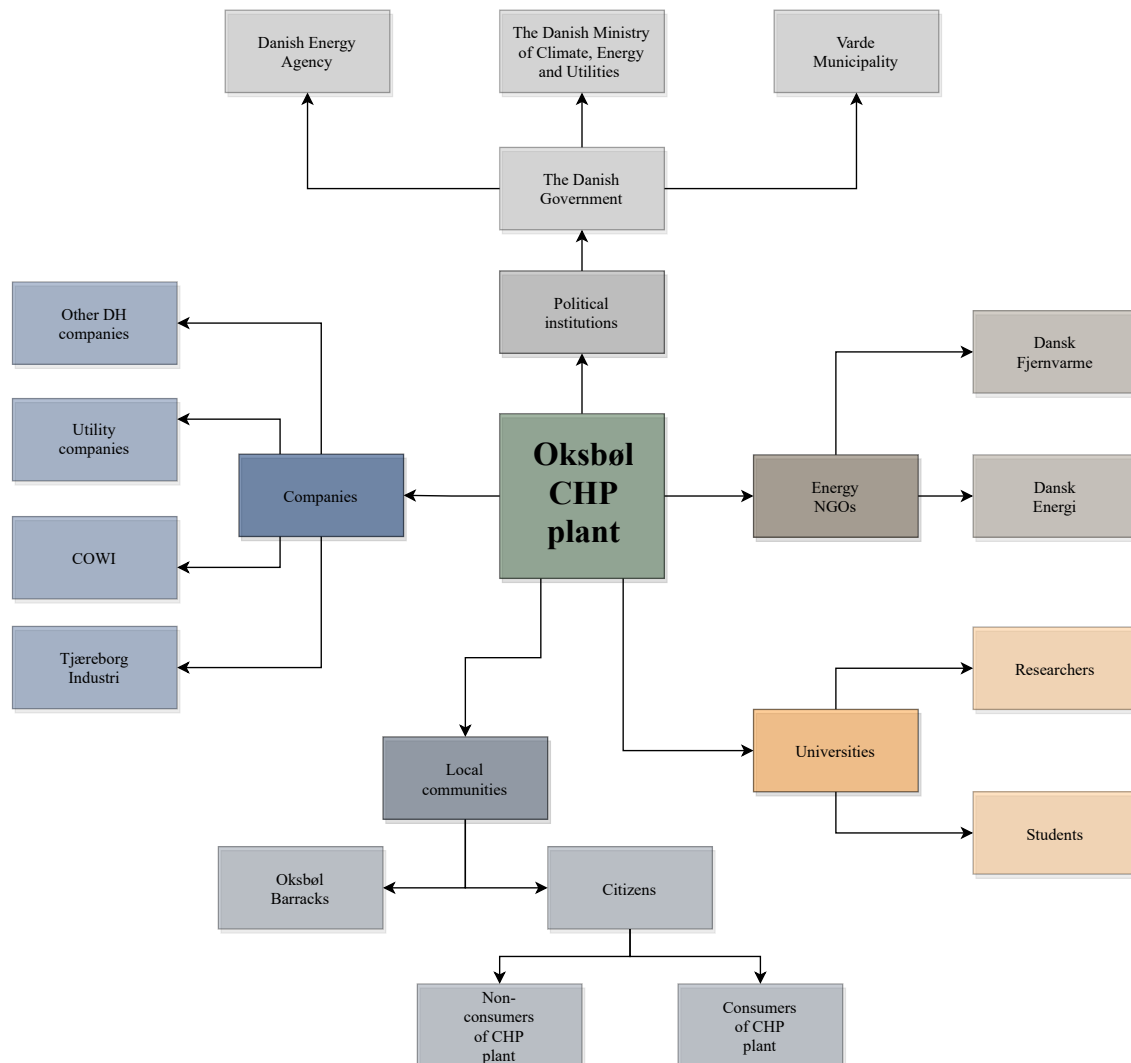 Danish Energy
Agency
The Danish Ministry
of Climate, Energy
and Utilities
Varde
Municipality
The Danish
Government
Political
institutions
Other DH
companies
Utility
companies
COWI
Tjæreborg
Industri
Companies
Oksbøl
CHP
plant
Energy
NGOs
Dansk
Fjernvarme
Dansk
Energi
Universities
Researchers
Students
Local
communities
Oksbøl
Barracks
Citizens
Non-
consumers
of CHP
plant
Consumers
of CHP
plant